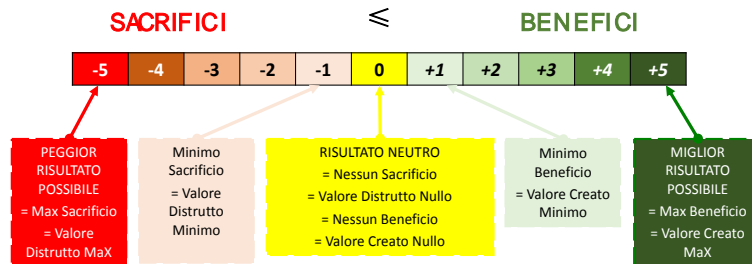 SACRIFICI ≤ BENEFICI
-5 -4 -3 -2 -1 0 +1 +2 +3 +4 +5
PEGGIOR
RISULTATO
POSSIBILE
= Max Sacrificio
= Valore
Distrutto MaX
Minimo
Sacrificio
= Valore
Distrutto
Minimo
RISULTATO NEUTRO
= Nessun Sacrificio
= Valore Distrutto Nullo
= Nessun Beneficio
= Valore Creato Nullo
Minimo
Beneficio
= Valore Creato
Minimo
MIGLIOR
RISULTATO
POSSIBILE
= Max Beneficio
= Valore Creato
MaX